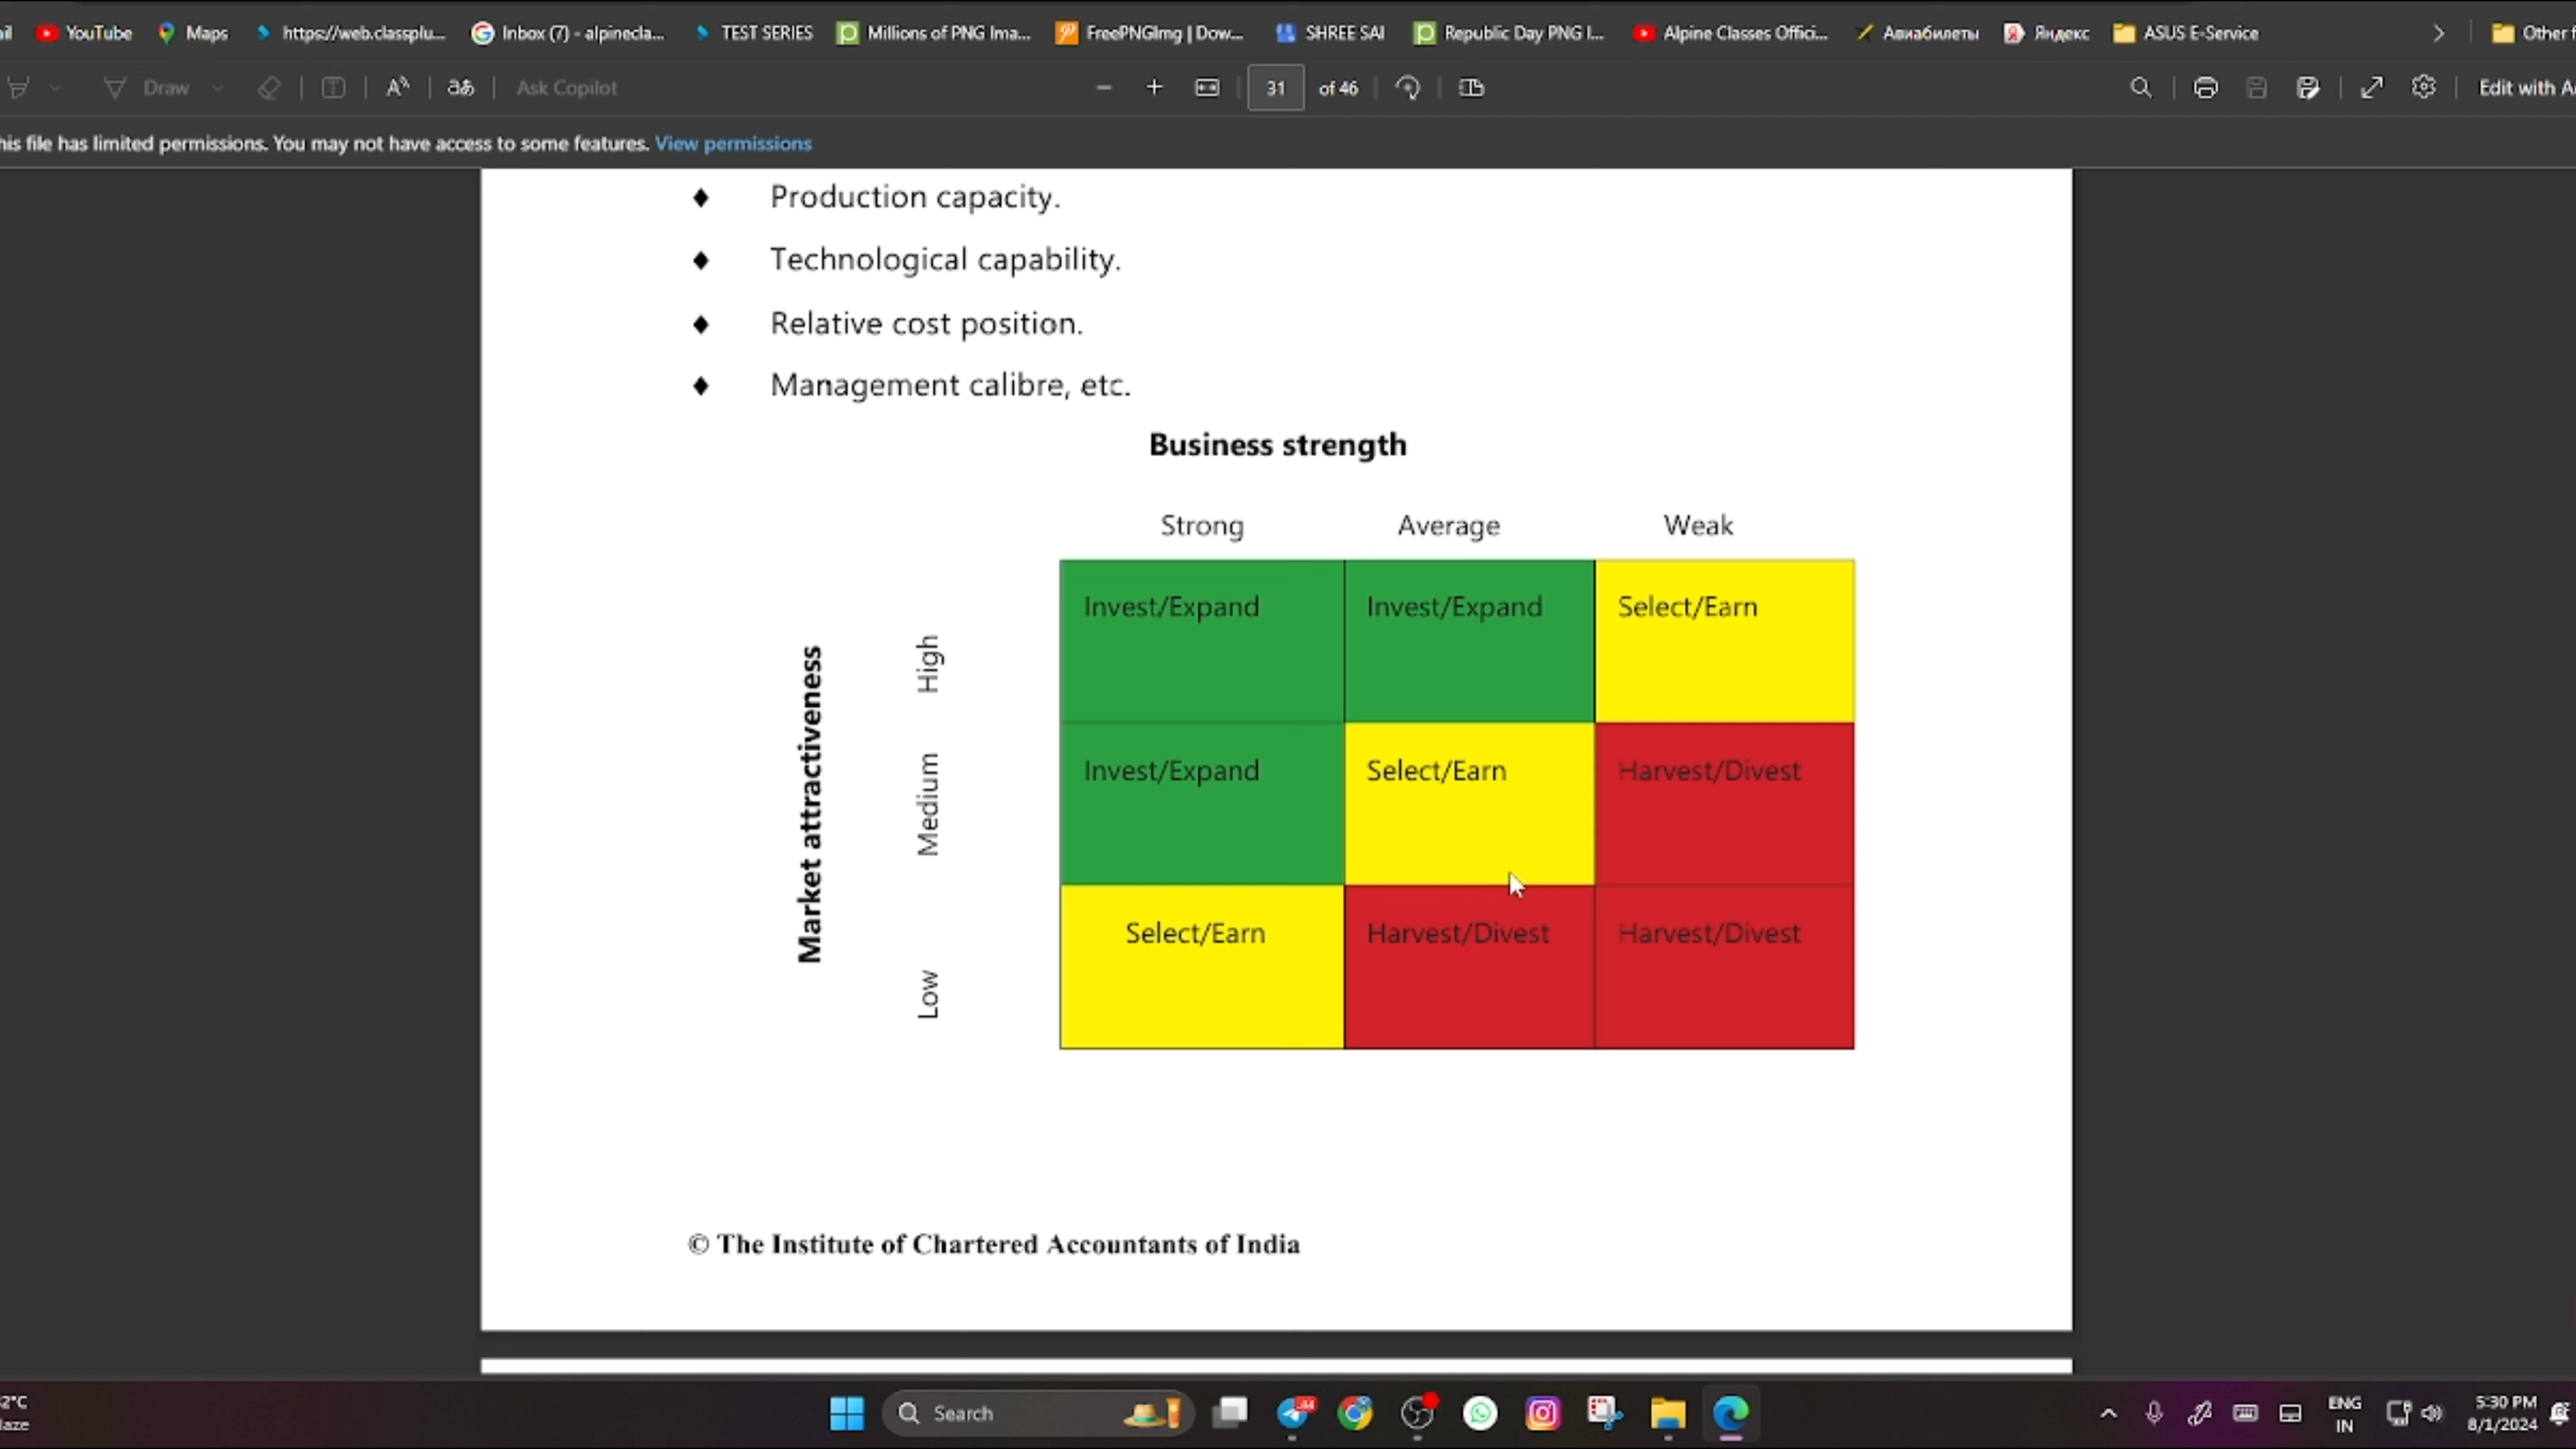 YouTube
Maps
https://web.classplu...
Inbox (7) - alpinecla...
TEST SERIES
Millions of PNG Ima...
FreePNGImg | Dow...
SHREE SAI
Republic Day PNG I...
Alpine Classes Offici...
Авиабилеты
Яндекс
ASUS E-Service
Other f
Draw
Ask Copilot
31 of 46
Edit with A
his file has limited permissions. You may not have access to some features. View permissions
♦ Production capacity.
♦ Technological capability.
♦ Relative cost position.
♦ Management calibre, etc.
Business strength
Strong Average Weak
Market attractiveness
High
Invest/Expand Invest/Expand Select/Earn
Medium
Invest/Expand Select/Earn Harvest/Divest
Low
Select/Earn Harvest/Divest Harvest/Divest
© The Institute of Chartered Accountants of India
2°C
Search
ENG
IN
5:30 PM
8/1/2024